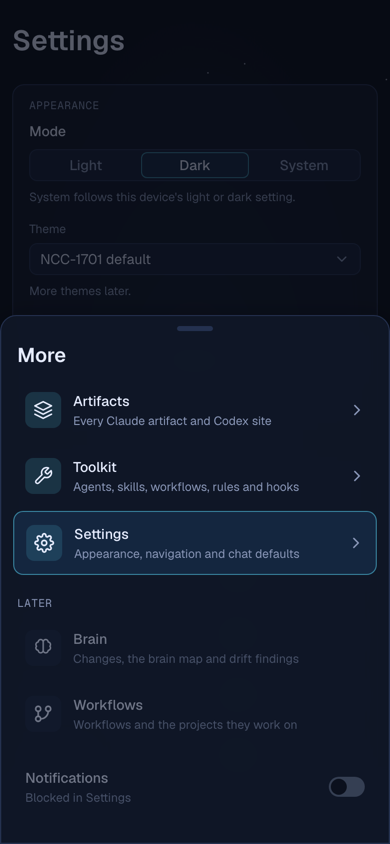 Settings
APPEARANCE
Mode
Light Dark System
System follows this device's light or dark setting.
Theme
NCC-1701 default
More themes later.
More
Artifacts
Every Claude artifact and Codex site
Toolkit
Agents, skills, workflows, rules and hooks
Settings
Appearance, navigation and chat defaults
LATER
Brain
Changes, the brain map and drift findings
Workflows
Workflows and the projects they work on
Notifications
Blocked in Settings